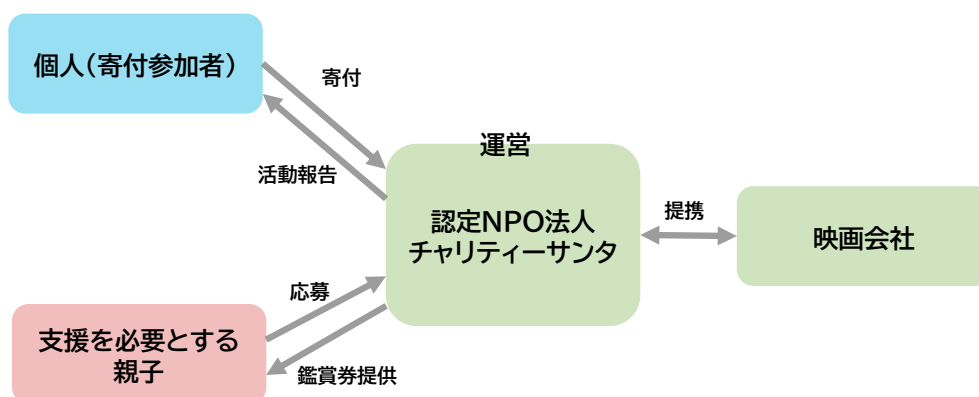 個人（寄付参加者）
寄付
活動報告
運営
認定NPO法人
チャリティーサンタ
提携
映画会社
応募
鑑賞券提供
支援を必要とする
親子